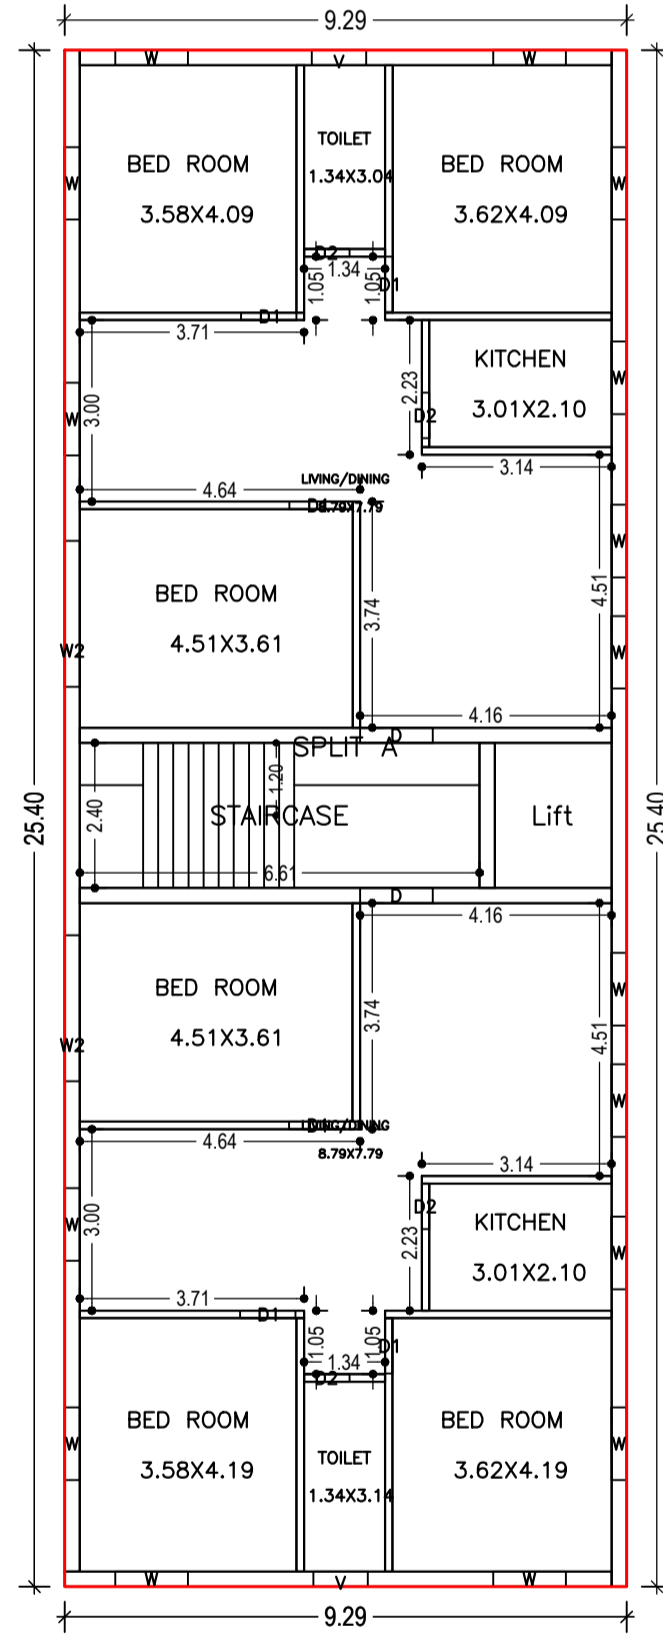 9.29
W V W
BED ROOM
3.58X4.09
TOILET
1.34X3.04
BED ROOM
3.62X4.09
W
W
D2
1.34
1.05
1.05
D1
D1
3.71
KITCHEN
3.01X2.10
W
2.23
D2
3.00
W
3.14
LIVING/DINING
8.79X7.79
4.64
W
BED ROOM
4.51X3.61
3.74
4.51
W2
W
4.16
D
SPLIT A
25.40
25.40
2.40
1.20
STAIRCASE
Lift
6.61
D
4.16
BED ROOM
4.51X3.61
3.74
4.51
W
W2
W
LIVING/DINING
8.79X7.79
4.64
3.14
3.00
W
2.23
D2
KITCHEN
3.01X2.10
W
3.71
D1
1.05
1.05
D1
1.34
D2
BED ROOM
3.58X4.19
TOILET
1.34X3.14
BED ROOM
3.62X4.19
W
W
W V W
9.29